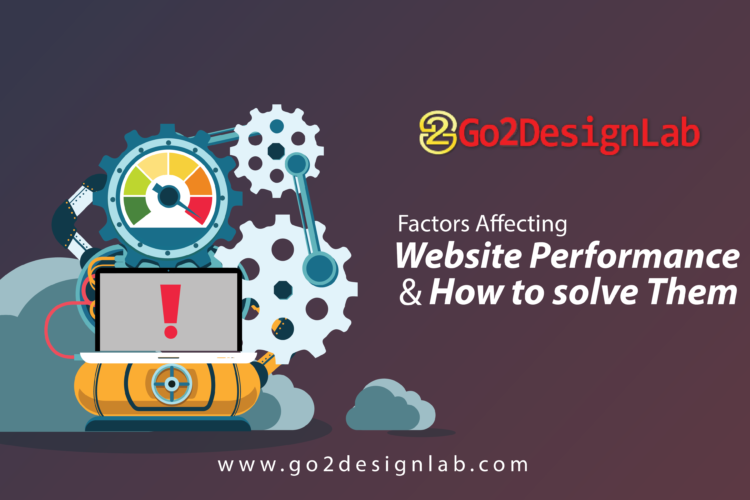 Go2DesignLab
Factors Affecting
Website Performance
& How to solve Them
www.go2designlab.com